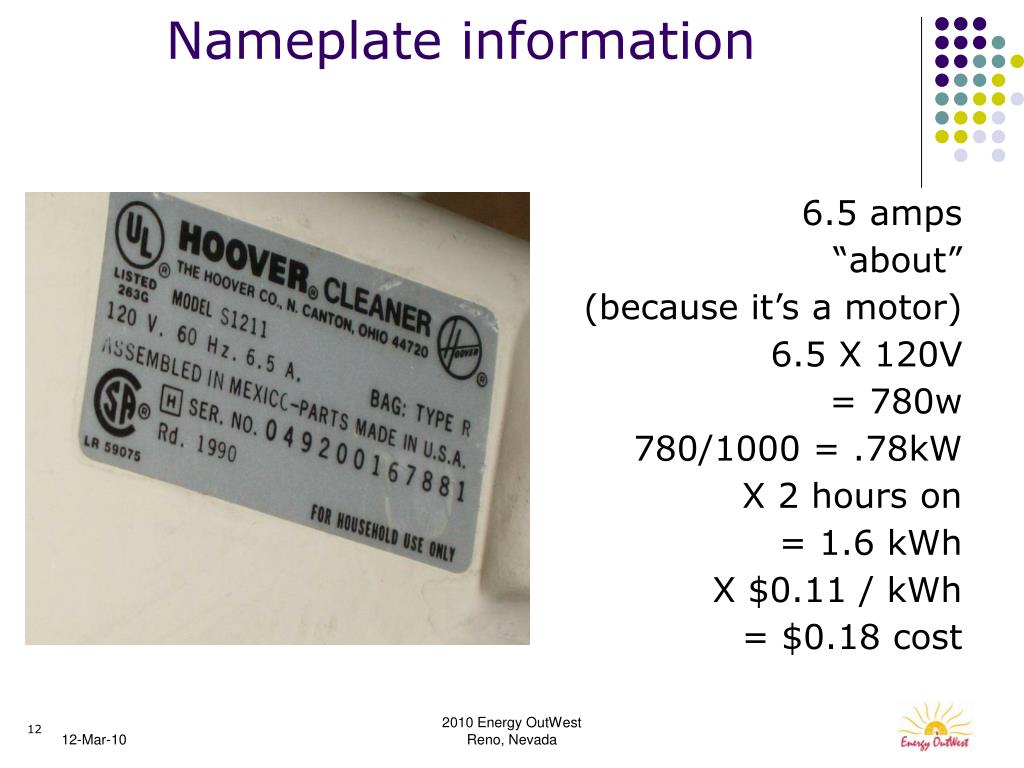 Nameplate information
UL
®
LISTED
263G
HOOVER® CLEANER
THE HOOVER CO., N. CANTON, OHIO 44720
MODEL S1211
HOOVER
®
120 V. 60 Hz. 6.5 A.
BAG: TYPE R
ASSEMBLED IN MEXICO-PARTS MADE IN U.S.A.
SA ®
H SER. NO. 049200167881
LR 59075
Rd. 1990
FOR HOUSEHOLD USE ONLY
6.5 amps
“about”
(because it’s a motor)
6.5 X 120V
= 780w
780/1000 = .78kW
X 2 hours on
= 1.6 kWh
X $0.11 / kWh
= $0.18 cost
12
12-Mar-10
2010 Energy OutWest
Reno, Nevada
Energy OutWest